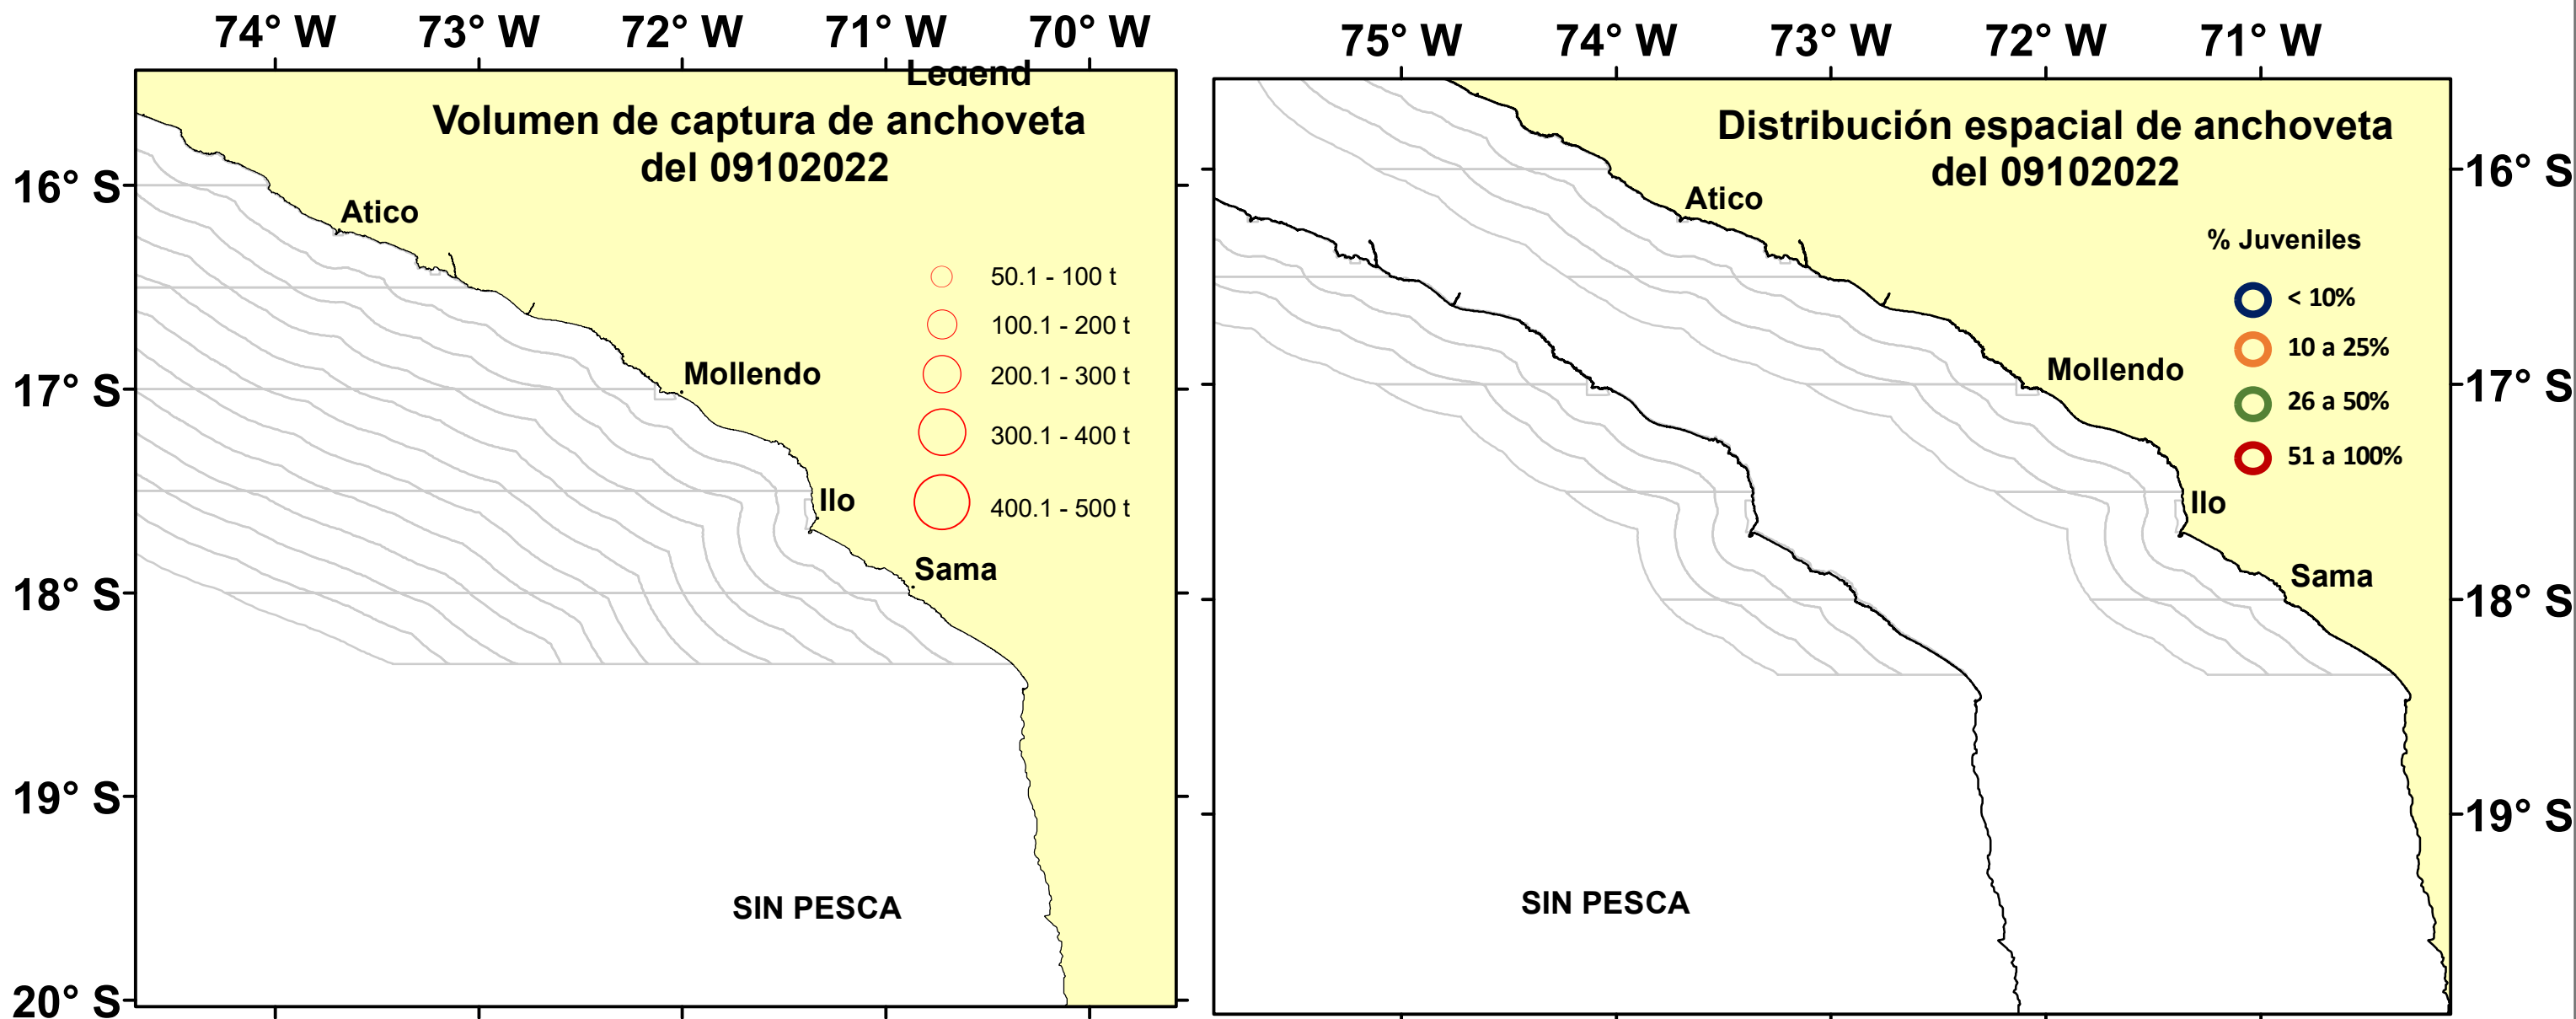 74° W 73° W 72° W 71° W 70° W
Legend
Volumen de captura de anchoveta
del 09102022
16° S
17° S
18° S
19° S
20° S
Atico
Mollendo
Ilo
Sama
50.1 - 100 t
100.1 - 200 t
200.1 - 300 t
300.1 - 400 t
400.1 - 500 t
SIN PESCA
75° W 74° W 73° W 72° W 71° W
Distribución espacial de anchoveta
del 09102022
16° S
17° S
18° S
19° S
Atico
Mollendo
Ilo
Sama
% Juveniles
< 10%
10 a 25%
26 a 50%
51 a 100%
SIN PESCA